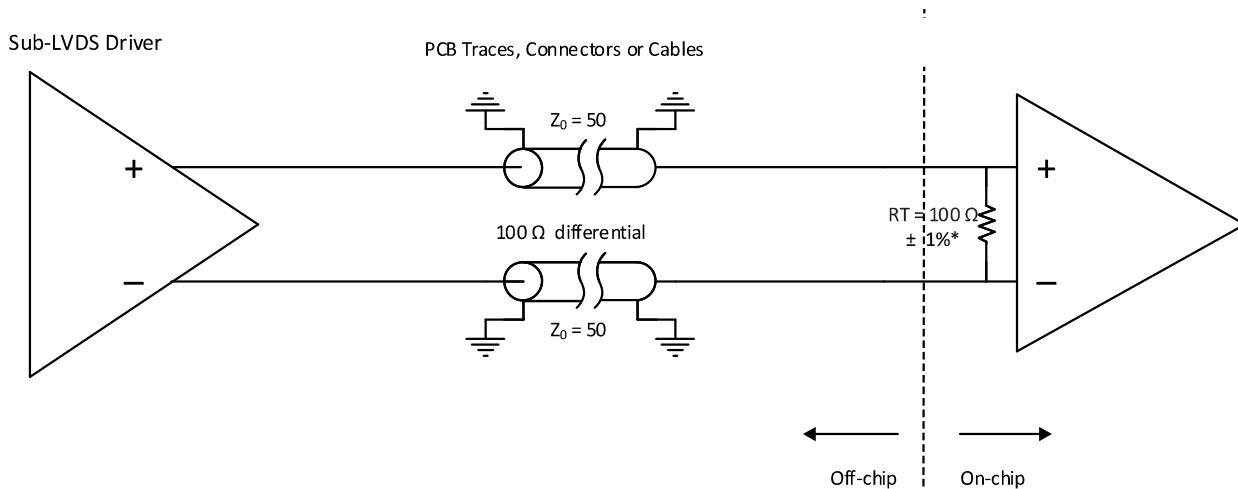 Sub-LVDS Driver
PCB Traces, Connectors or Cables
Z₀ = 50
+
+
RT = 100 Ω
± 1%*
100 Ω differential
−
−
Z₀ = 50
Off-chip
On-chip